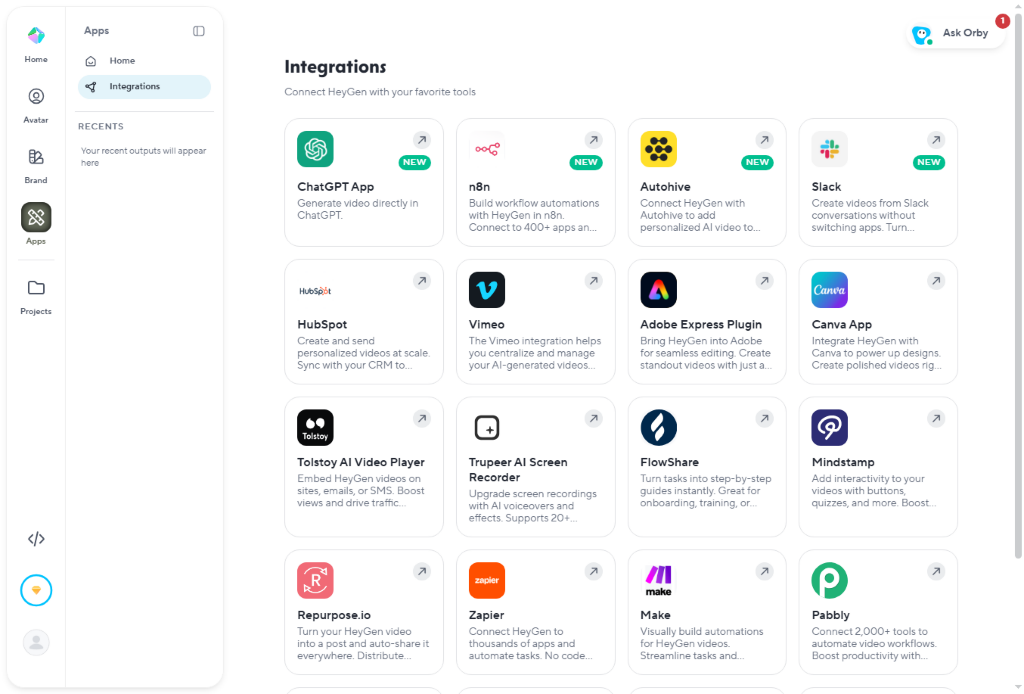 Home
Avatar
Brand
Apps
Projects
Apps
Home
Integrations
RECENTS
Your recent outputs will appear
here
Ask Orby
1
Integrations
Connect HeyGen with your favorite tools
NEW
ChatGPT App
Generate video directly in
ChatGPT.
NEW
n8n
Build workflow automations
with HeyGen in n8n.
Connect to 400+ apps an...
NEW
Autohive
Connect HeyGen with
Autohive to add
personalized AI video to...
NEW
Slack
Create videos from Slack
conversations without
switching apps. Turn...
HubSpot
HubSpot
Create and send
personalized videos at scale.
Sync with your CRM to...
Vimeo
The Vimeo integration helps
you centralize and manage
your AI-generated videos...
Adobe Express Plugin
Bring HeyGen into Adobe
for seamless editing. Create
standout videos with just a...
Canva
Canva App
Integrate HeyGen with
Canva to power up designs.
Create polished videos rig...
Tolstoy
Tolstoy AI Video Player
Embed HeyGen videos on
sites, emails, or SMS. Boost
views and drive traffic...
Trupeer AI Screen
Recorder
Upgrade screen recordings
with AI voiceovers and
effects. Supports 20+...
FlowShare
Turn tasks into step-by-step
guides instantly. Great for
onboarding, training, or...
Mindstamp
Add interactivity to your
videos with buttons,
quizzes, and more. Boost...
R
Repurpose.io
Turn your HeyGen video
into a post and auto-share it
everywhere. Distribute...
zapier
Zapier
Connect HeyGen to
thousands of apps and
automate tasks. No code...
make
Make
Visually build automations
for HeyGen videos.
Streamline tasks and...
Pabbly
Connect 2,000+ tools to
automate video workflows.
Boost productivity with...